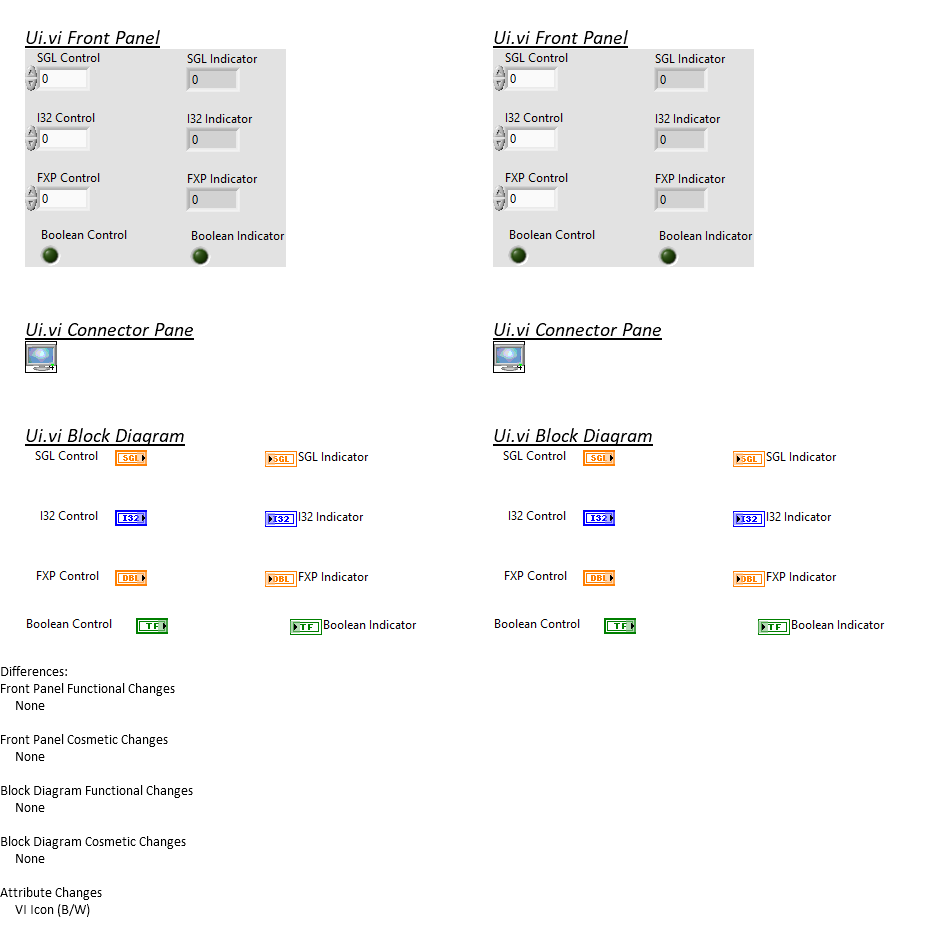 Ui.vi Front Panel Ui.vi Front Panel
SGL Control SGL Indicator SGL Control SGL Indicator
0 0 0 0
I32 Control I32 Indicator I32 Control I32 Indicator
0 0 0 0
FXP Control FXP Indicator FXP Control FXP Indicator
0 0 0 0
Boolean Control Boolean Indicator Boolean Control Boolean Indicator
Ui.vi Connector Pane Ui.vi Connector Pane
Ui.vi Block Diagram Ui.vi Block Diagram
SGL Control SGL SGL SGL Indicator SGL Control SGL SGL SGL Indicator
I32 Control I32 I32 I32 Indicator I32 Control I32 I32 I32 Indicator
FXP Control DBL DBL FXP Indicator FXP Control DBL DBL FXP Indicator
Boolean Control TF TF Boolean Indicator Boolean Control TF TF Boolean Indicator
Differences:
Front Panel Functional Changes
None
Front Panel Cosmetic Changes
None
Block Diagram Functional Changes
None
Block Diagram Cosmetic Changes
None
Attribute Changes
VI Icon (B/W)